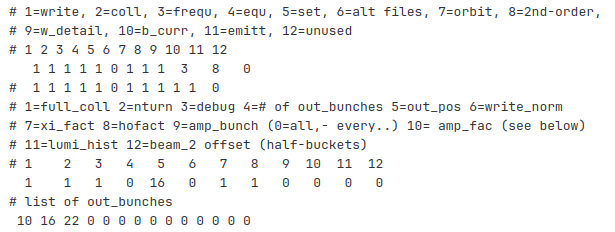 # 1=write, 2=coll, 3=frequ, 4=equ, 5=set, 6=alt files, 7=orbit, 8=2nd-order,
# 9=w_detail, 10=b_curr, 11=emitt, 12=unused
# 1 2 3 4 5 6 7 8 9 10 11 12
1 1 1 1 1 0 1 1 1 3 8 0
# 1 1 1 1 1 0 1 1 1 1 1 0
# 1=full_coll 2=nturn 3=debug 4=# of out_bunches 5=out_pos 6=write_norm
# 7=xi_fact 8=hofact 9=amp_bunch (0=all,- every..) 10= amp_fac (see below)
# 11=lumi_hist 12=beam_2 offset (half-buckets)
# 1 2 3 4 5 6 7 8 9 10 11 12
1 1 1 0 16 0 1 1 0 0 0 0
# list of out_bunches
10 16 22 0 0 0 0 0 0 0 0 0 0 0